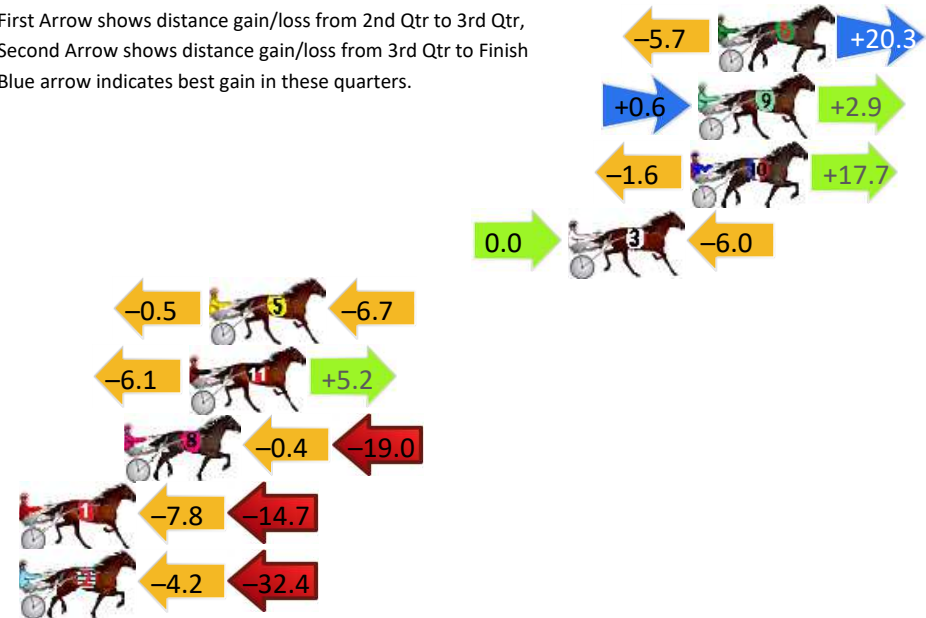 First Arrow shows distance gain/loss from 2nd Qtr to 3rd Qtr,
Second Arrow shows distance gain/loss from 3rd Qtr to Finish
Blue arrow indicates best gain in these quarters.
–5.7 6 +20.3
+0.6 9 +2.9
–1.6 10 +17.7
0.0 3 –6.0
–0.5 5 –6.7
–6.1 11 +5.2
8 –0.4 –19.0
1 –7.8 –14.7
2 –4.2 –32.4